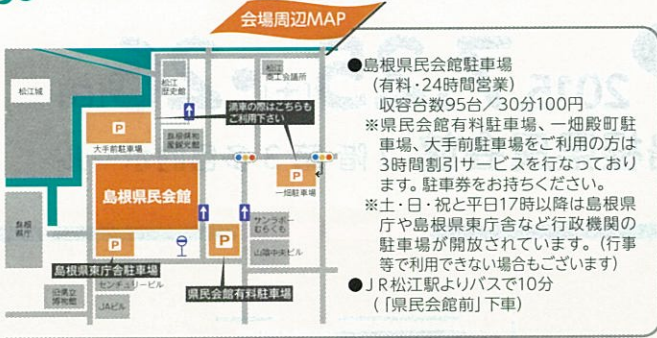 会場周辺MAP
松江城
松江
歴史館
松江
商工会議所
満車の際はこちらも
ご利用下さい
大手前駐車場
島根県物
産観光館
一畑駐車場
島根県民会館
島根
県庁
サンラポー
むらくも
山陰中央ビル
島根県東庁舎駐車場
県民会館有料駐車場
センチュリービル
旧県立
博物館
JAビル
●島根県民会館駐車場
(有料・24時間営業)
収容台数95台／30分100円
※県民会館有料駐車場、一畑殿町駐
車場、大手前駐車場をご利用の方は
3時間割引サービスを行なっており
ます。駐車券をお持ちください。
※土・日・祝と平日17時以降は島根県
庁や島根県東庁舎など行政機関の
駐車場が開放されています。(行事
等で利用できない場合もございます)
●JR松江駅よりバスで10分
(「県民会館前」下車)